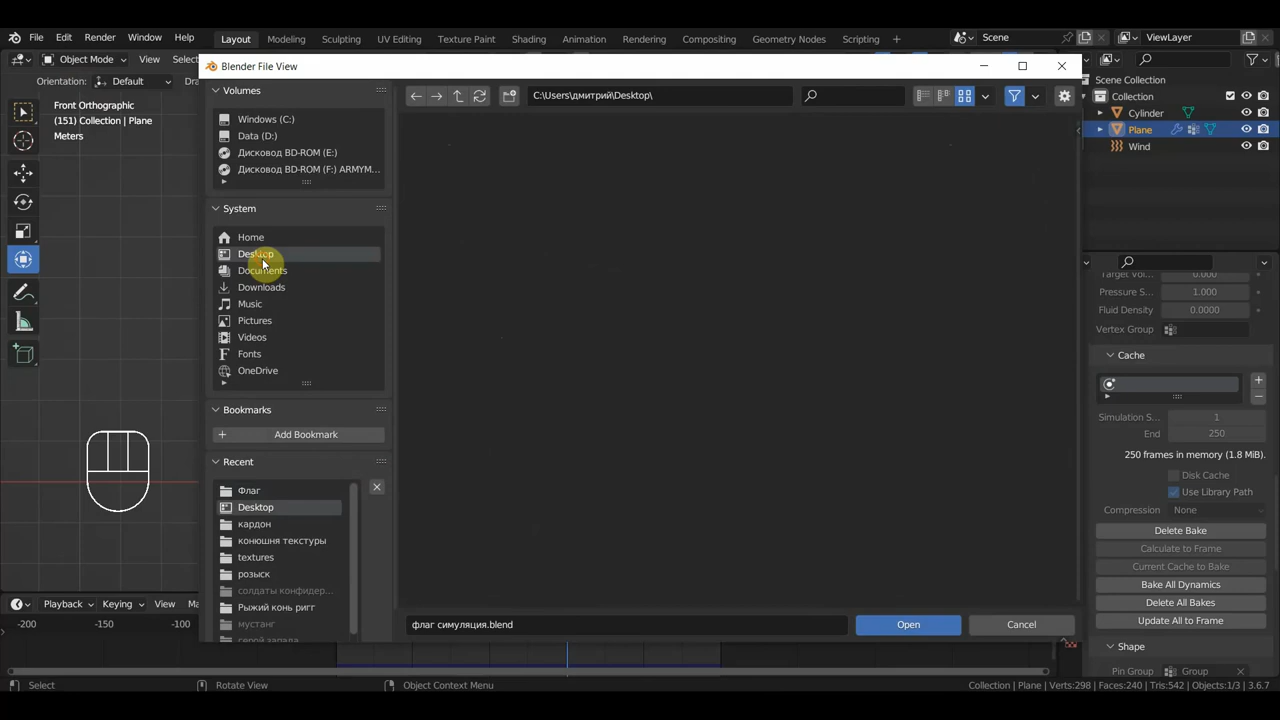 File Edit Render Window Help
Layout Modeling Sculpting UV Editing Texture Paint Shading Animation Rendering Compositing Geometry Nodes Scripting +
Scene
ViewLayer
Object Mode View Select
Orientation: Default
Front Orthographic
(151) Collection | Plane
Meters
Blender File View
Volumes
Windows (C:)
Data (D:)
Дисковод BD-ROM (E:)
Дисковод BD-ROM (F:) ARMYM...
System
Home
Desktop
Documents
Downloads
Music
Pictures
Videos
Fonts
OneDrive
Bookmarks
Add Bookmark
Recent
Флаг
Desktop
кардон
конюшня текстуры
textures
розыск
солдаты конфидер...
Рыжий конь ригг
мустанг
герой запада
C:\Users\дмитрий\Desktop\
флаг симуляция.blend
Open
Cancel
Scene Collection
Collection
Cylinder
Plane
Wind
Target Vol... 0.000
Pressure S... 1.000
Fluid Density 0.0000
Vertex Group
Cache
Simulation S... 1
End 250
250 frames in memory (1.8 MiB).
Disk Cache
Use Library Path
Compression None
Delete Bake
Calculate to Frame
Current Cache to Bake
Bake All Dynamics
Delete All Bakes
Update All to Frame
Shape
Pin Group Group
Playback Keying View Ma
-200 -150 -100
Select
Rotate View
Object Context Menu
Collection | Plane | Verts:298 | Faces:240 | Tris:542 | Objects:1/3 | 3.6.7